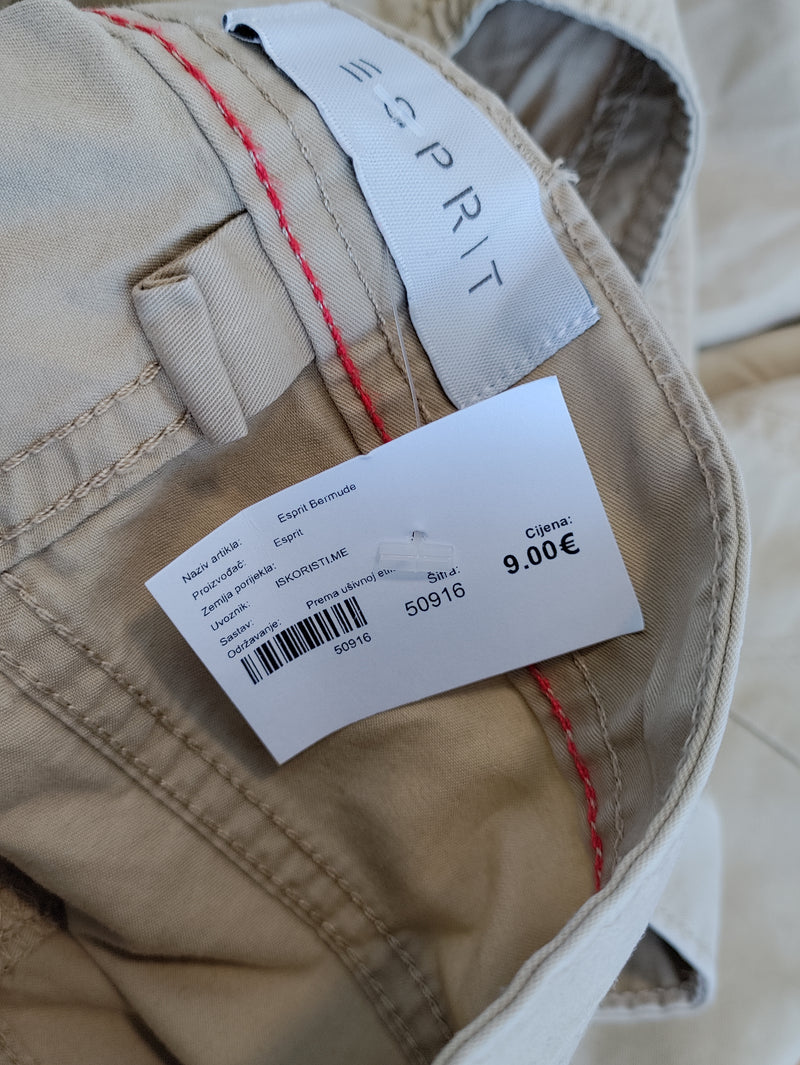 ESPRIT
Naziv artikla: Esprit Bermude
Proizvođač: Esprit
Zemlja porijekla:
Uvoznik: ISKORISTI.ME
Sastav:
Održavanje: Prema ušivnoj
Cijena:
9.00€
Šifra:
50916
50916